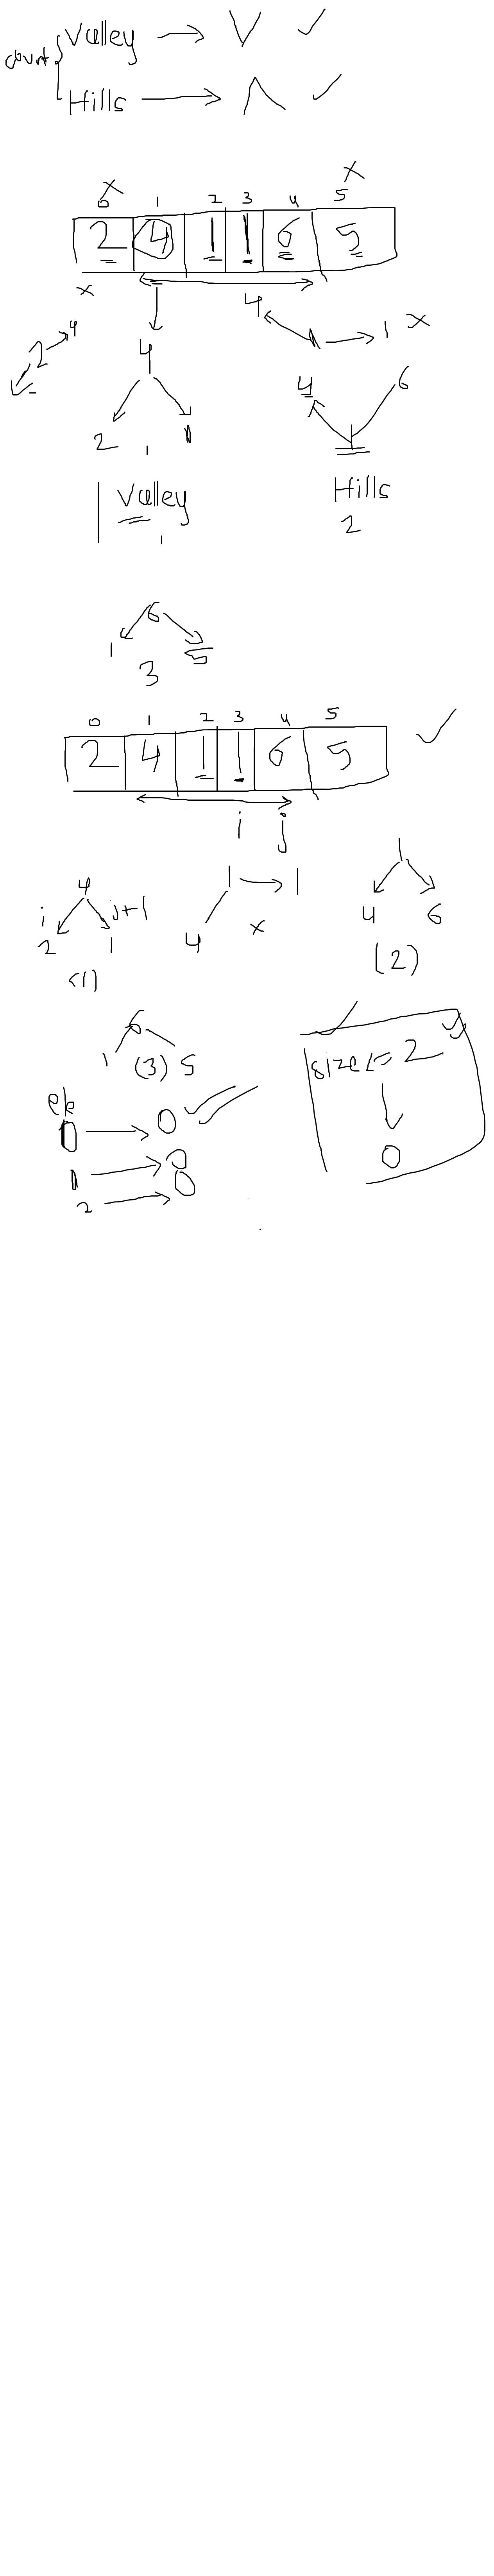 Valley → V ✓
count
Hills → ✓
x x
0 1 2 3 4 5
2 4 1 1 6 5
x
4
2 4
1 → 1 x
4
4 6
2 1 1
Valley
Hills
1
2
6
1 5
3
0 1 2 3 4 5
2 4 1 1 6 5 ✓
i j
1
4
1 → 1
i j+1
2 1
4 x
4 6
(1)
(2)
6
1 (3) 5
size <= 2
0
0 → 0
1 → 0
2 → 0